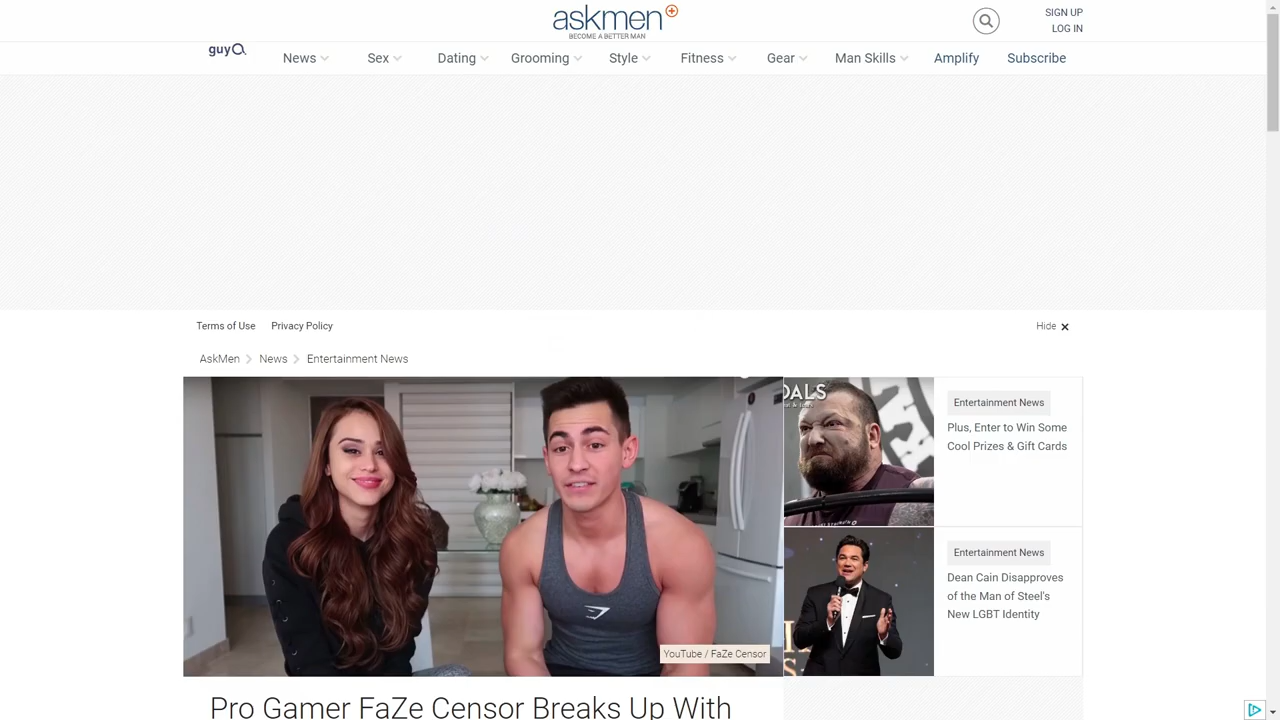 askmen+
BECOME A BETTER MAN
SIGN UP
LOG IN
guyQ
News
Sex
Dating
Grooming
Style
Fitness
Gear
Man Skills
Amplify
Subscribe
Terms of Use
Privacy Policy
Hide
AskMen
News
Entertainment News
YouTube / FaZe Censor
DALS
Entertainment News
Plus, Enter to Win Some
Cool Prizes & Gift Cards
Entertainment News
Dean Cain Disapproves
of the Man of Steel's
New LGBT Identity
Pro Gamer FaZe Censor Breaks Up With